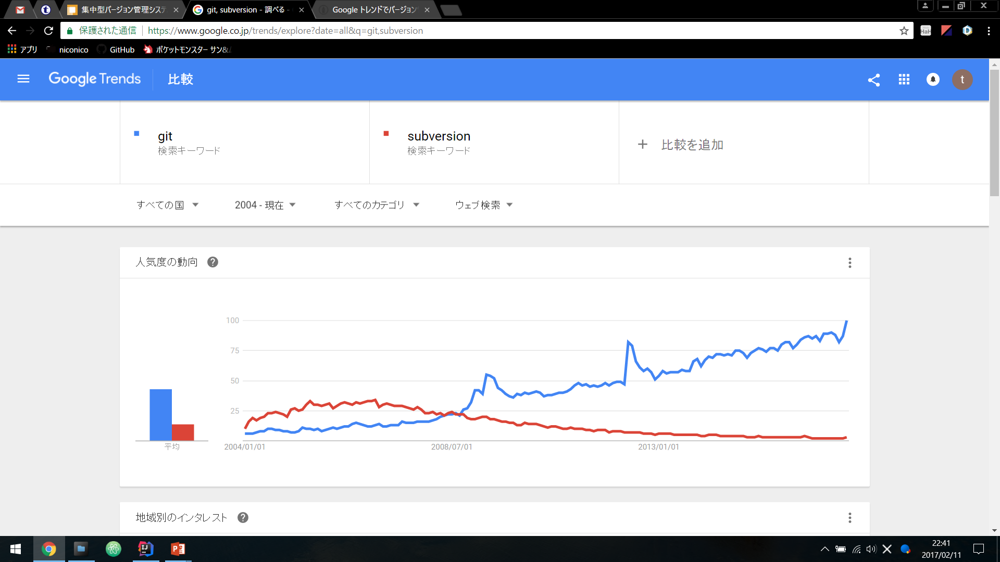 集中型バージョン管理システ
git, subversion - 調べる -
Google トレンドでバージョン
保護された通信
https://www.google.co.jp/trends/explore?date=all&q=git,subversion
アプリ
niconico
GitHub
ポケットモンスター サン&
Google Trends
比較
t
git
検索キーワード
subversion
検索キーワード
+ 比較を追加
すべての国
2004 - 現在
すべてのカテゴリ
ウェブ検索
人気度の動向 ?
100
75
50
25
平均
2004/01/01
2008/07/01
2013/01/01
地域別のインタレスト ?
22:41
2017/02/11